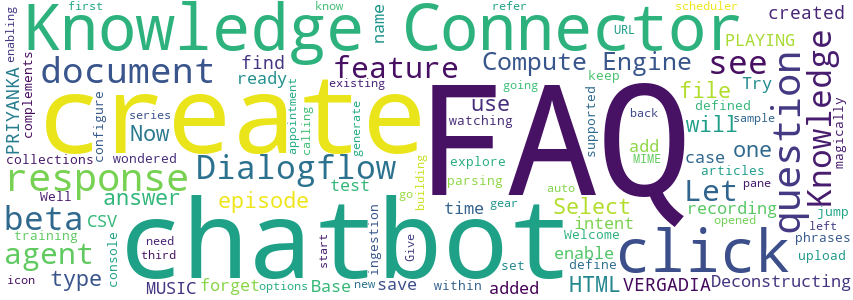 enabling
first
Knowledge Connector
know
name
refer
URL
scheduler
PLAYING
created
PRIYANKA
complements
document
find
ready
feature
existing
Compute Engine
see
Knowledge
magically
configure
series
Now
create
appointment
calling
generate
FAQ
use
watching
going
keep
supported
back
file
defined
sample
Try
will
question
collections
wondered
Dialogflow
explore
parsing
add
MIME
case
one
articles
pane
response
Well
answer
test
episode
go
building
auto
gear
Let
recording
opened
jump
beta
CSV
training
console
chatbot
time
Select
intent
Welcome
enable
define
click
left
phrases
upload
agent
icon
type
need
third
MUSIC
forget
options
start
Base
ingestion
new
save
Give
set
within
added
HTML
VERGADIA
Deconstructing